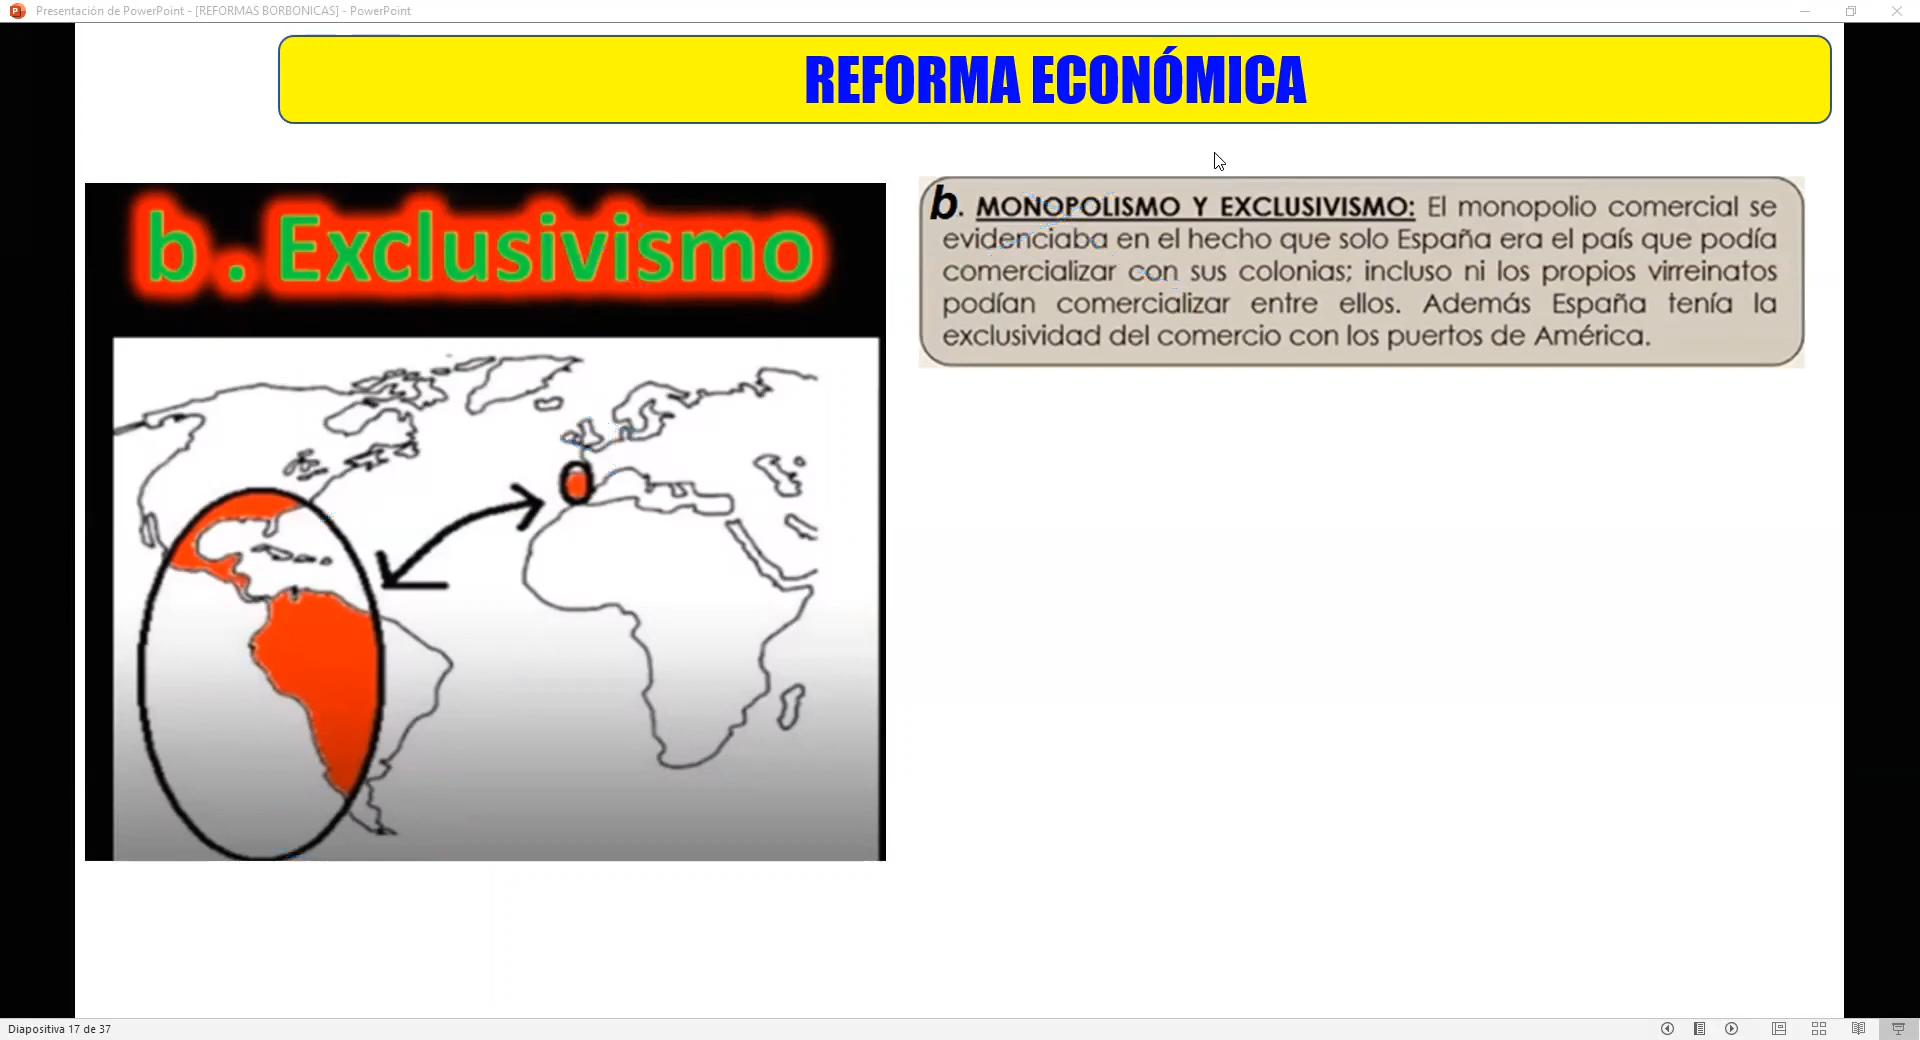 Presentación de PowerPoint - [REFORMAS BORBONICAS] - PowerPoint
REFORMA ECONÓMICA
b . Exclusivismo
b. MONOPOLISMO Y EXCLUSIVISMO: El monopolio comercial se
evidenciaba en el hecho que solo España era el país que podía
comercializar con sus colonias; incluso ni los propios virreinatos
podían comercializar entre ellos. Además España tenía la
exclusividad del comercio con los puertos de América.
Diapositiva 17 de 37